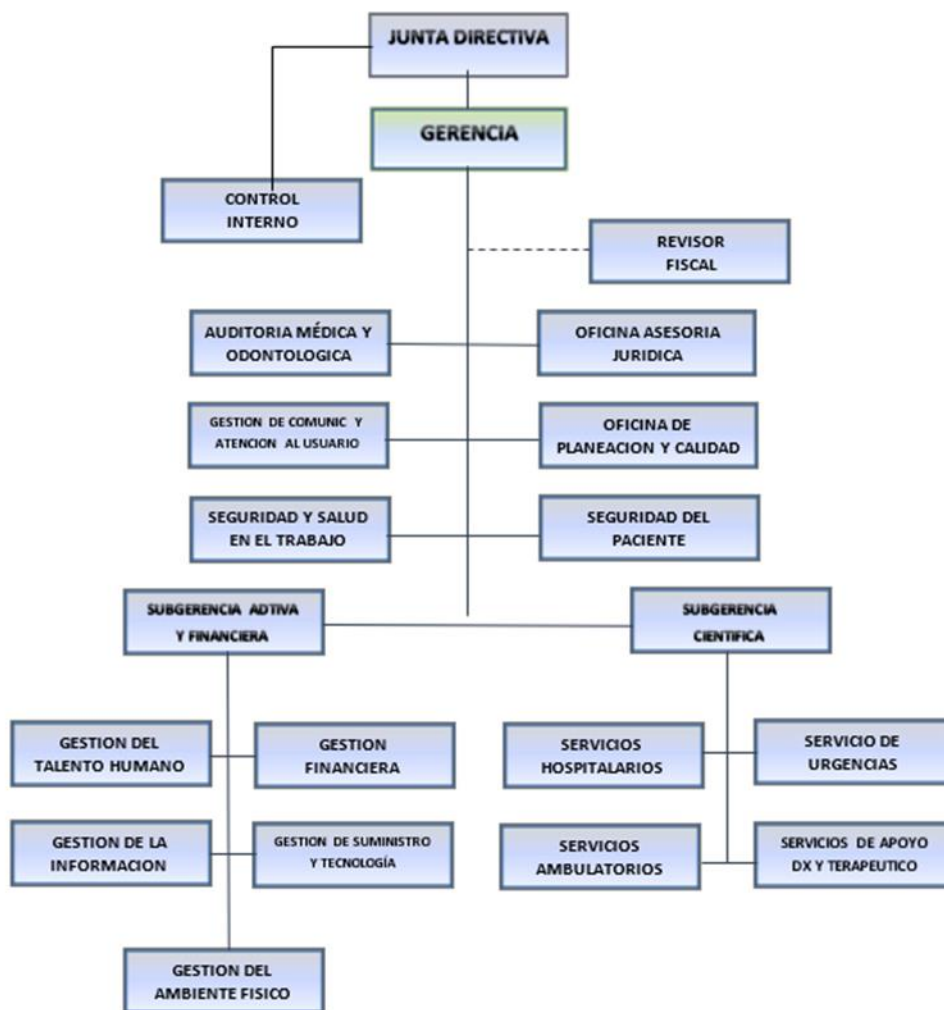 JUNTA DIRECTIVA
GERENCIA
CONTROL
INTERNO
REVISOR
FISCAL
AUDITORIA MÉDICA Y
ODONTOLOGICA
OFICINA ASESORIA
JURIDICA
GESTION DE COMUNIC Y
ATENCION AL USUARIO
OFICINA DE
PLANEACION Y CALIDAD
SEGURIDAD Y SALUD
EN EL TRABAJO
SEGURIDAD DEL
PACIENTE
SUBGERENCIA ADTIVA
Y FINANCIERA
SUBGERENCIA
CIENTIFICA
GESTION DEL
TALENTO HUMANO
GESTION
FINANCIERA
SERVICIOS
HOSPITALARIOS
SERVICIO DE
URGENCIAS
GESTION DE LA
INFORMACION
GESTION DE SUMINISTRO
Y TECNOLOGÍA
SERVICIOS
AMBULATORIOS
SERVICIOS DE APOYO
DX Y TERAPEUTICO
GESTION DEL
AMBIENTE FISICO